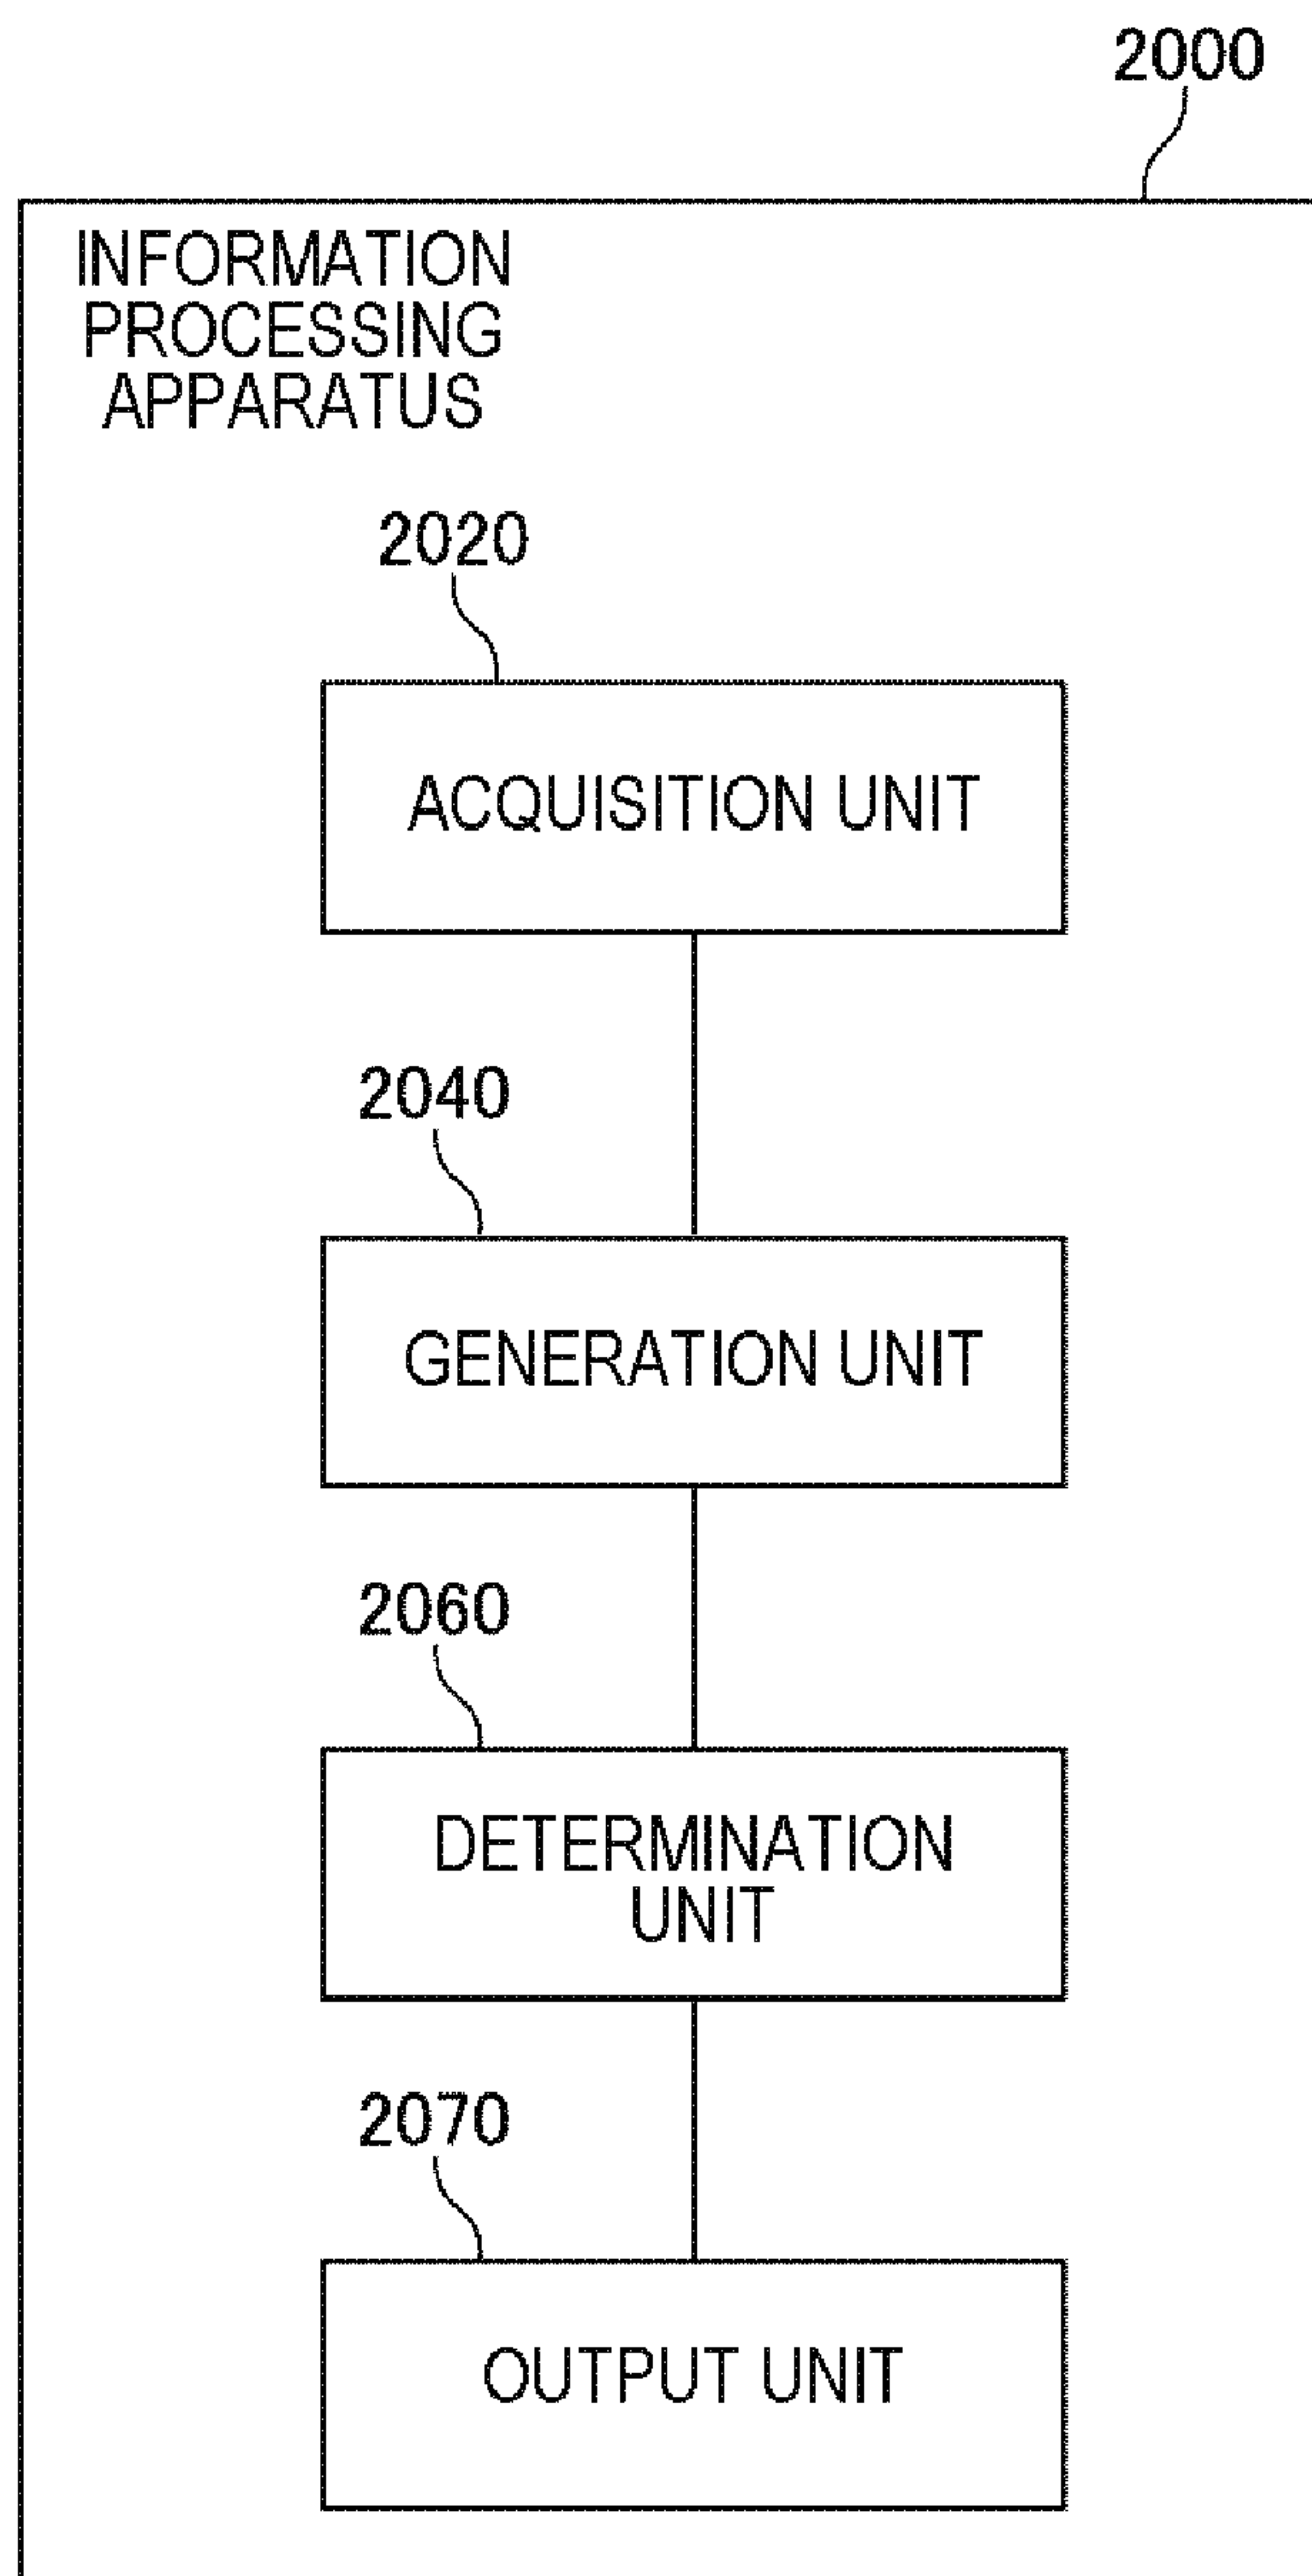 2000
INFORMATION
PROCESSING
APPARATUS
2020
ACQUISITION UNIT
2040
GENERATION UNIT
2060
DETERMINATION
UNIT
2070
OUTPUT UNIT